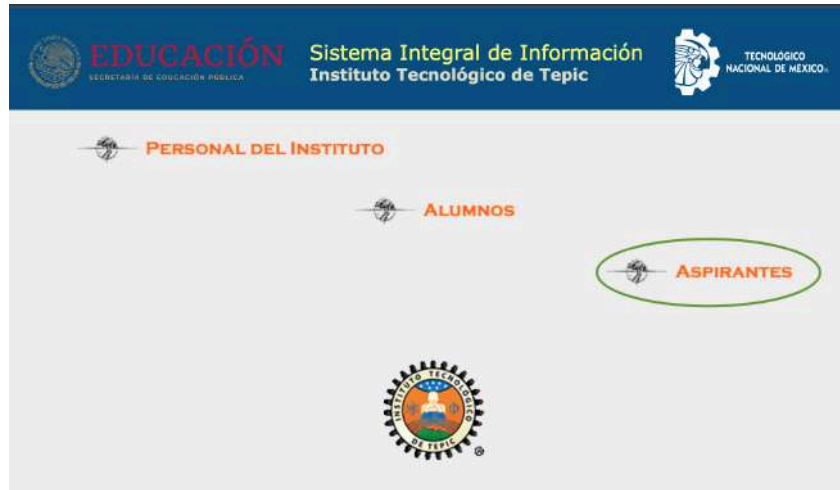 EDUCACIÓN
SECRETARÍA DE EDUCACIÓN PÚBLICA
Sistema Integral de Información
Instituto Tecnológico de Tepic
TECNOLÓGICO
NACIONAL DE MÉXICO®
PERSONAL DEL INSTITUTO
ALUMNOS
ASPIRANTES
INSTITUTO TECNOLÓGICO
DE TEPIC
®